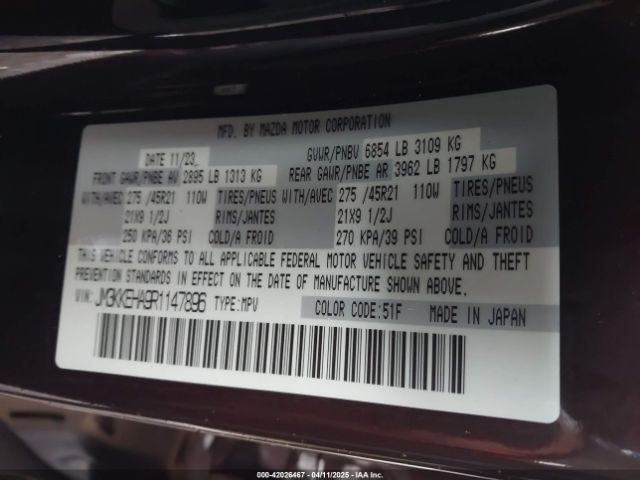 MFD. BY MAZDA MOTOR CORPORATION
DATE 11/23 GVWR/PNBV 6854 LB 3109 KG
FRONT GAWR/PNBE AV 2895 LB 1313 KG REAR GAWR/PNBE AR 3962 LB 1797 KG
WITH/AVEC 275 /45R21 110W TIRES/PNEUS WITH/AVEC 275 /45R21 110W TIRES/PNEUS
21X9 1/2J RIMS/JANTES 21X9 1/2J RIMS/JANTES
250 KPA/36 PSI COLD/A FROID 270 KPA/39 PSI COLD/A FROID
THIS VEHICLE CONFORMS TO ALL APPLICABLE FEDERAL MOTOR VEHICLE SAFETY AND THEFT
PREVENTION STANDARDS IN EFFECT ON THE DATE OF MANUFACTURE SHOWN ABOVE.
VIN: JM3KKEHA9R1147896 TYPE:MPV COLOR CODE:51F MADE IN JAPAN
000-42026467 - 04/11/2025 - IAA Inc.